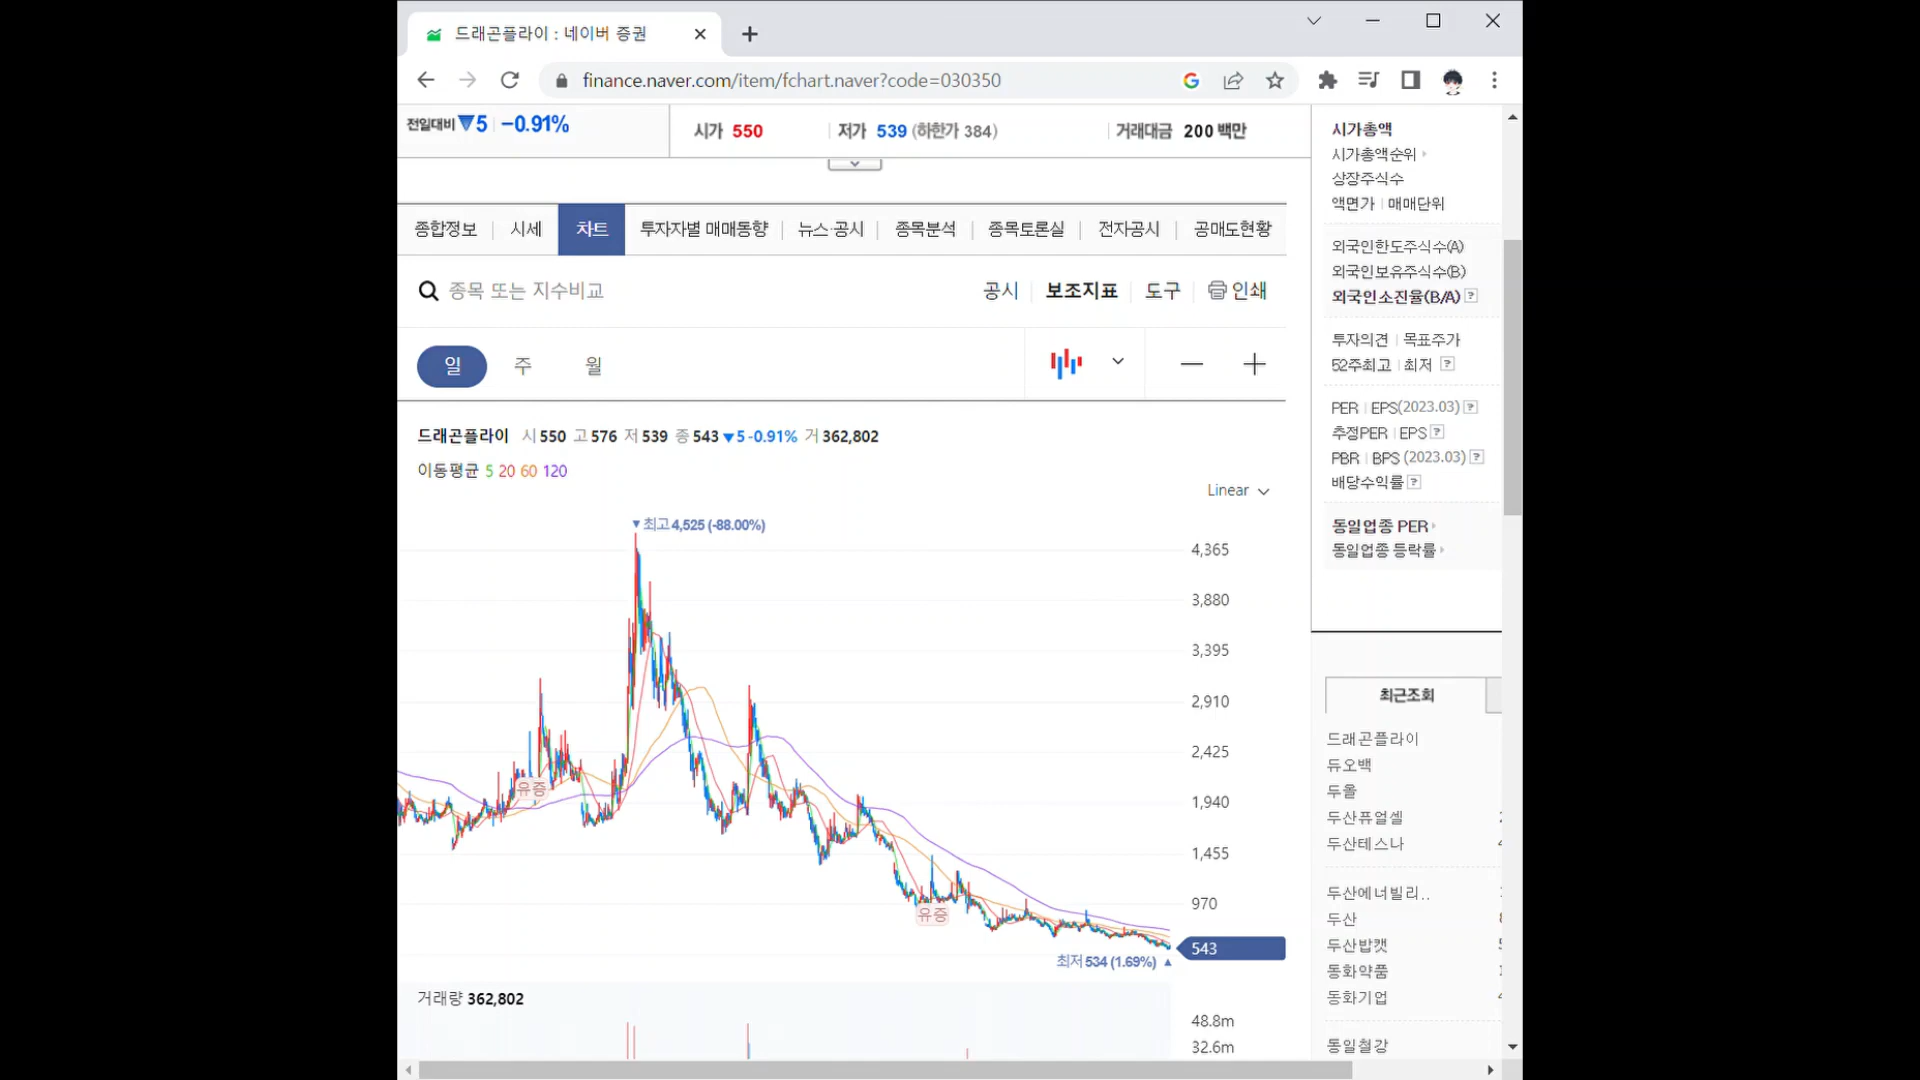 드래곤플라이 : 네이버 증권
finance.naver.com/item/fchart.naver?code=030350
전일대비 ▼5 -0.91%
시가 550 저가 539 (하한가 384) 거래대금 200 백만
종합정보 시세 차트 투자자별 매매동향 뉴스·공시 종목분석 종목토론실 전자공시 공매도현황
종목 또는 지수비교
공시 보조지표 도구 인쇄
일 주 월
드래곤플라이 시 550 고 576 저 539 종 543 ▼5 -0.91% 거 362,802
이동평균 5 20 60 120
Linear
▼최고 4,525 (-88.00%)
4,365
3,880
3,395
2,910
2,425
1,940
1,455
970
유증
유증
543
최저 534 (1.69%) ▲
거래량 362,802
48.8m
32.6m
시가총액
시가총액순위
상장주식수
액면가 매매단위
외국인한도주식수(A)
외국인보유주식수(B)
외국인소진율(B/A) ?
투자의견 목표주가
52주최고 최저 ?
PER EPS(2023.03) ?
추정PER EPS ?
PBR BPS (2023.03) ?
배당수익률 ?
동일업종 PER
동일업종 등락률
최근조회
드래곤플라이
듀오백
두올
두산퓨얼셀
두산테스나
두산에너빌리..
두산
두산밥캣
동화약품
동화기업
동일철강